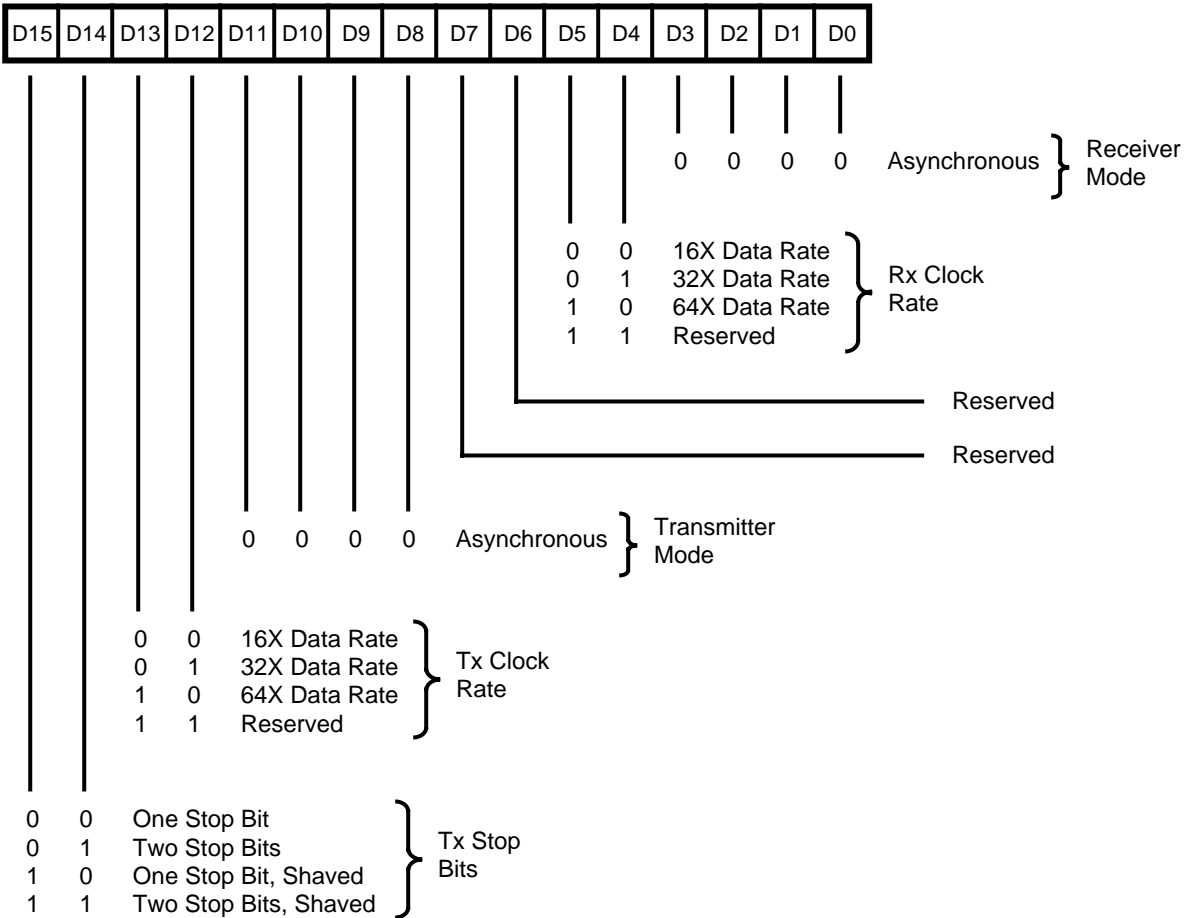 D15 D14 D13 D12 D11 D10 D9 D8 D7 D6 D5 D4 D3 D2 D1 D0
0 0 0 0 Asynchronous
Receiver
Mode
0 0 16X Data Rate
0 1 32X Data Rate
1 0 64X Data Rate
1 1 Reserved
Rx Clock
Rate
Reserved
Reserved
0 0 0 0 Asynchronous
Transmitter
Mode
0 0 16X Data Rate
0 1 32X Data Rate
1 0 64X Data Rate
1 1 Reserved
Tx Clock
Rate
0 0 One Stop Bit
0 1 Two Stop Bits
1 0 One Stop Bit, Shaved
1 1 Two Stop Bits, Shaved
Tx Stop
Bits